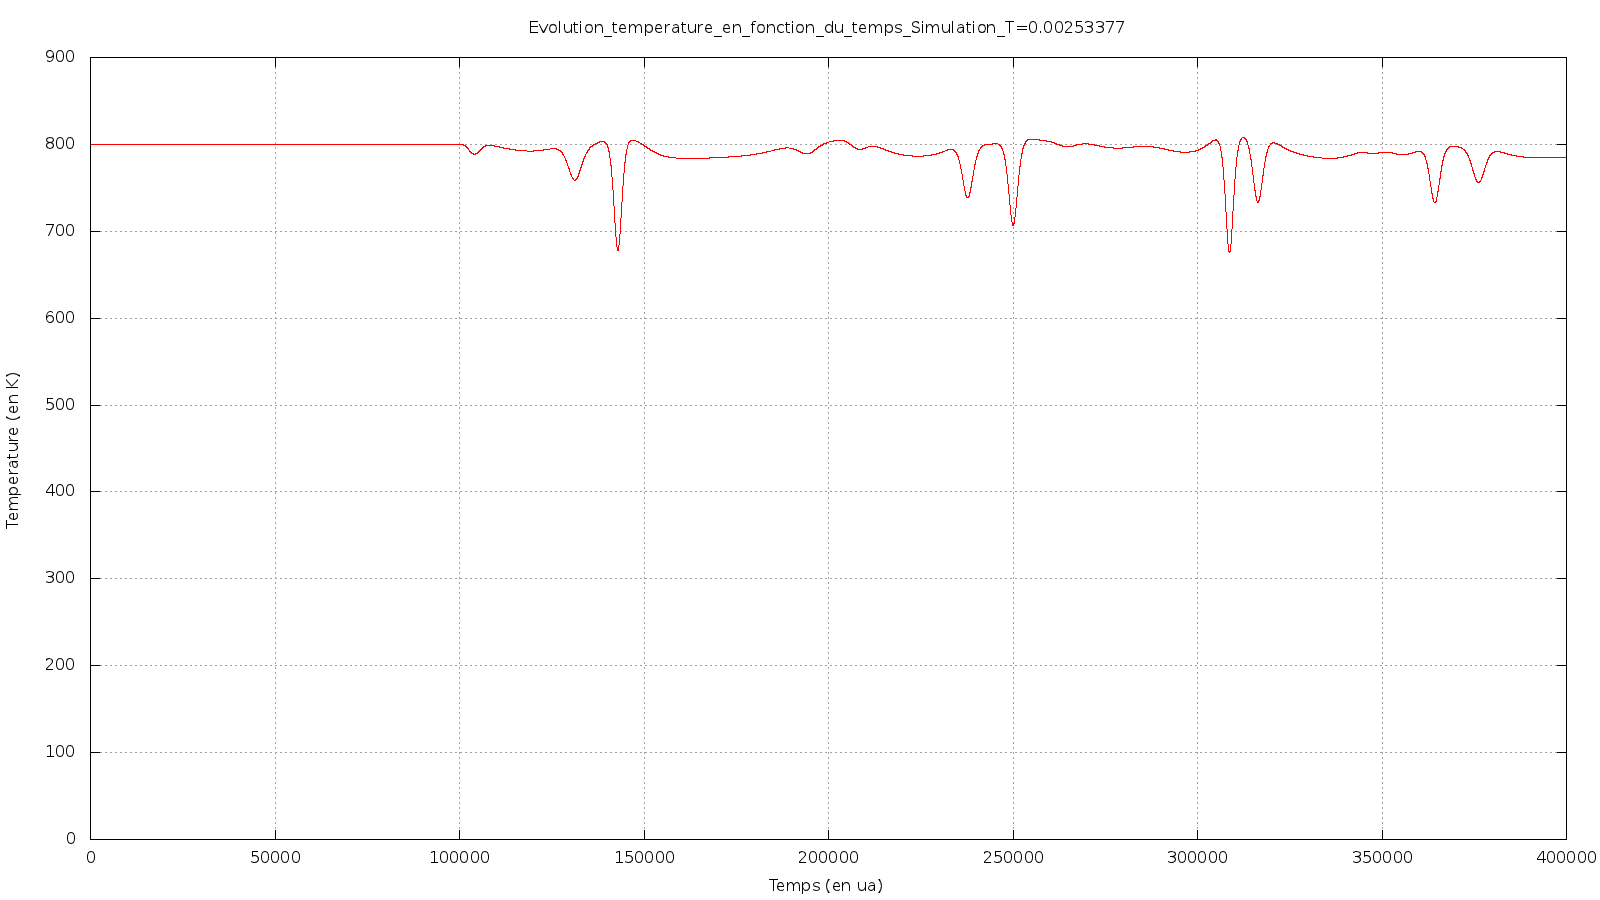 Evolution_temperature_en_fonction_du_temps_Simulation_T=0.00253377
900
800
700
600
500
400
300
200
100
0
Temperature (en K)
0 50000 100000 150000 200000 250000 300000 350000 400000
Temps (en ua)